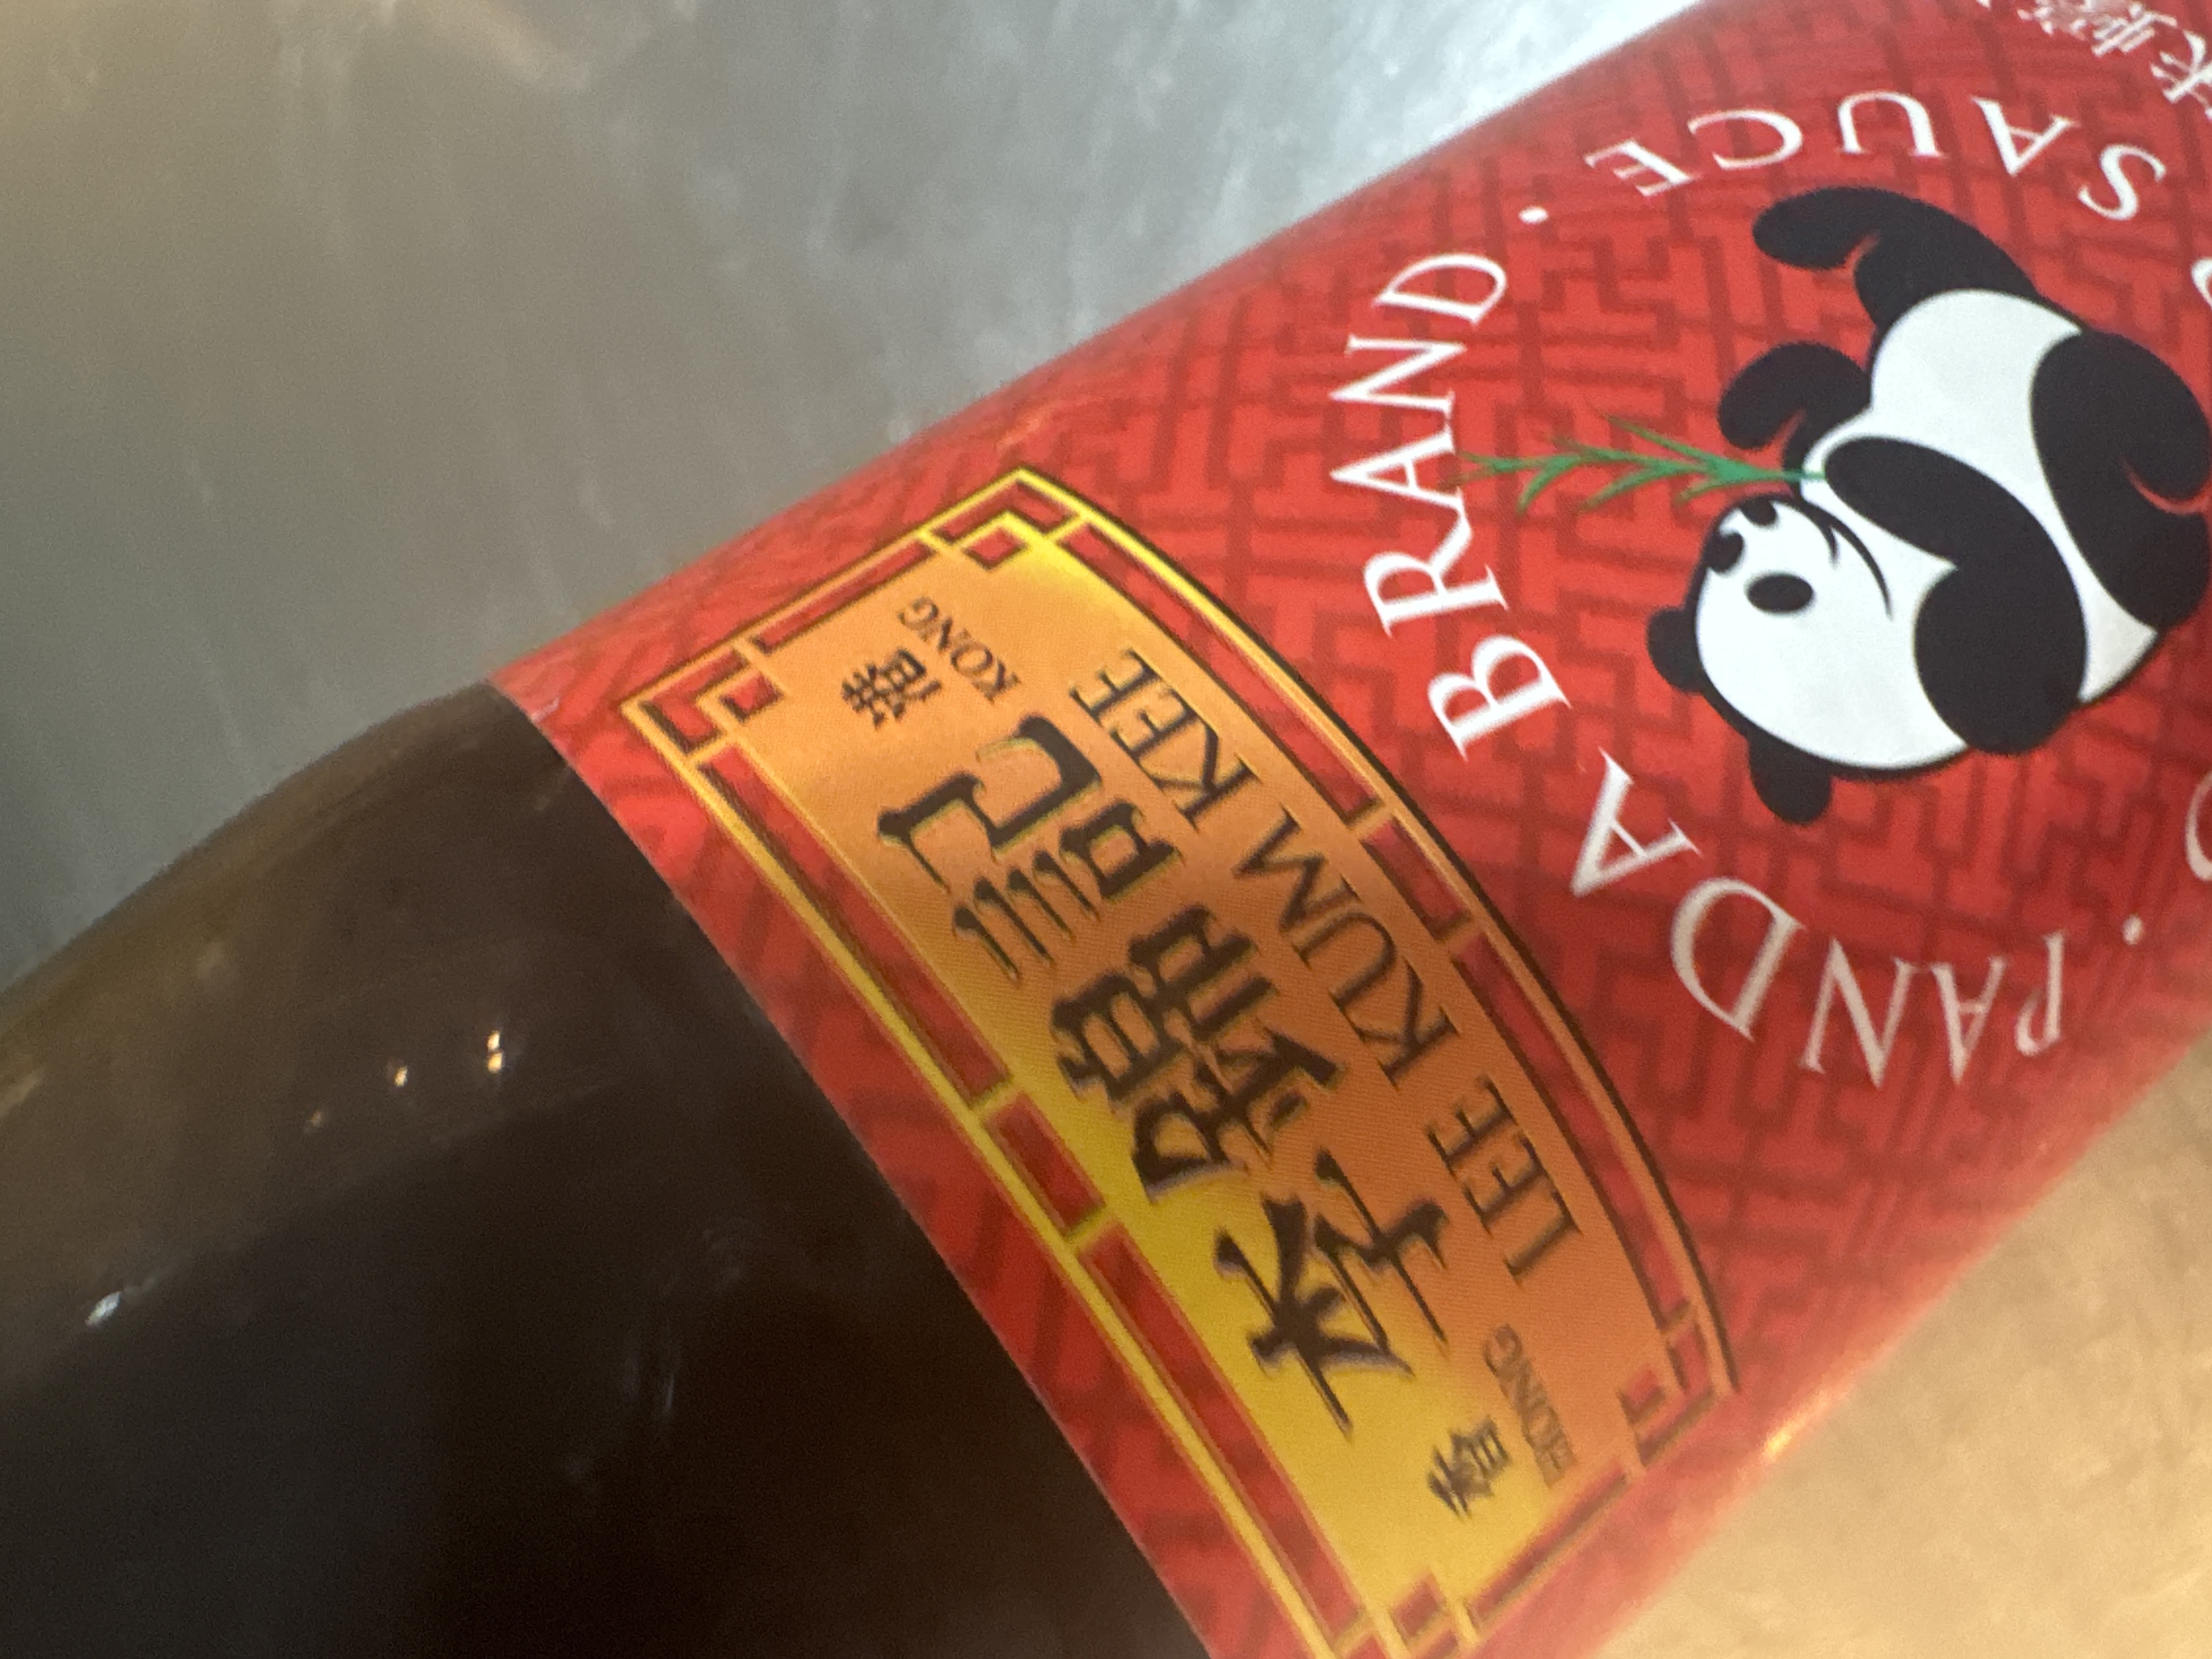 李錦記
香 港
LEE KUM KEE
HONG KONG
PANDA BRAND
SAUCE